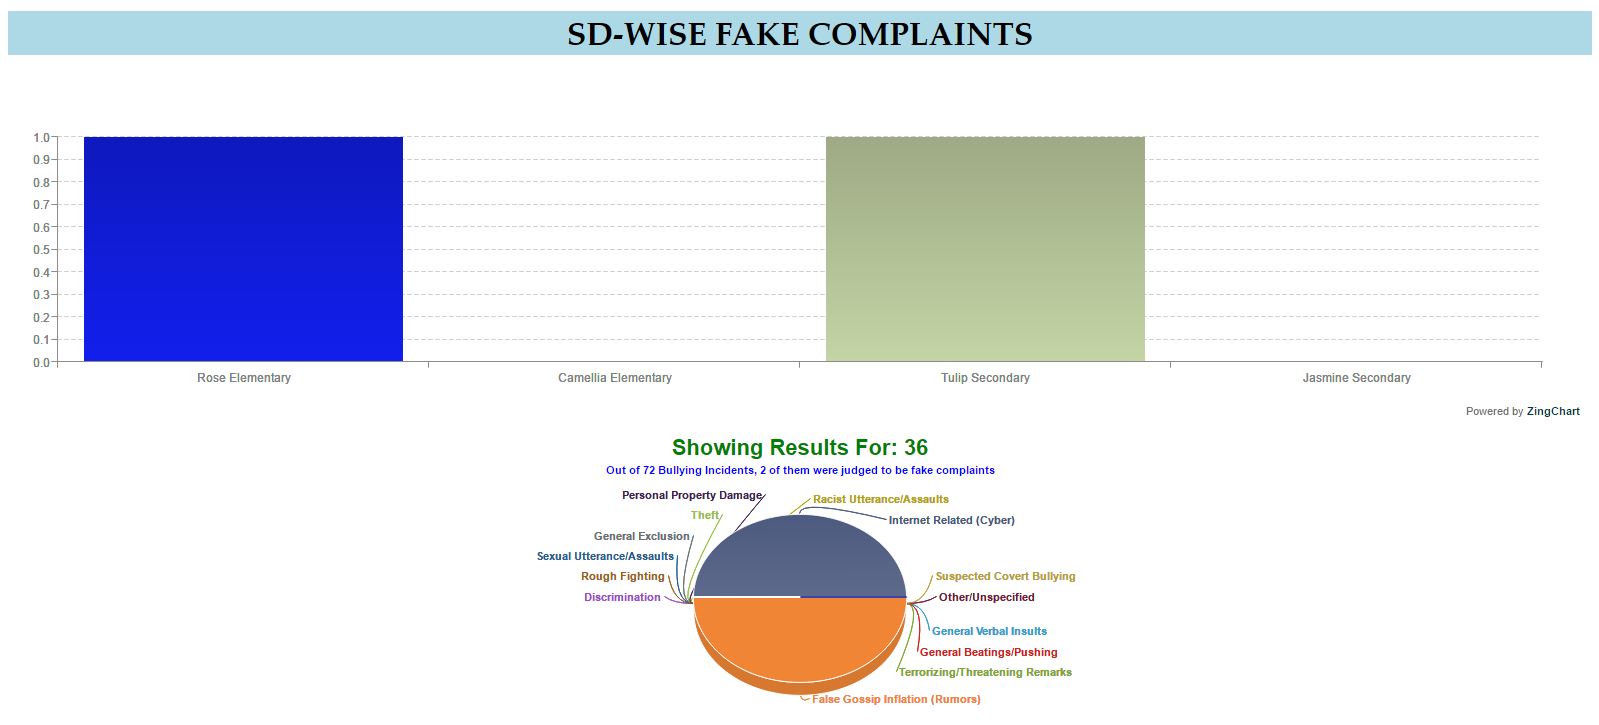 SD-WISE FAKE COMPLAINTS
1.0
0.9
0.8
0.7
0.6
0.5
0.4
0.3
0.2
0.1
0.0
Rose Elementary Camellia Elementary Tulip Secondary Jasmine Secondary
Powered by ZingChart
Showing Results For: 36
Out of 72 Bullying Incidents, 2 of them were judged to be fake complaints
Personal Property Damage
Racist Utterance/Assaults
Theft
Internet Related (Cyber)
General Exclusion
Sexual Utterance/Assaults
Rough Fighting
Suspected Covert Bullying
Discrimination
Other/Unspecified
General Verbal Insults
General Beatings/Pushing
Terrorizing/Threatening Remarks
False Gossip Inflation (Rumors)